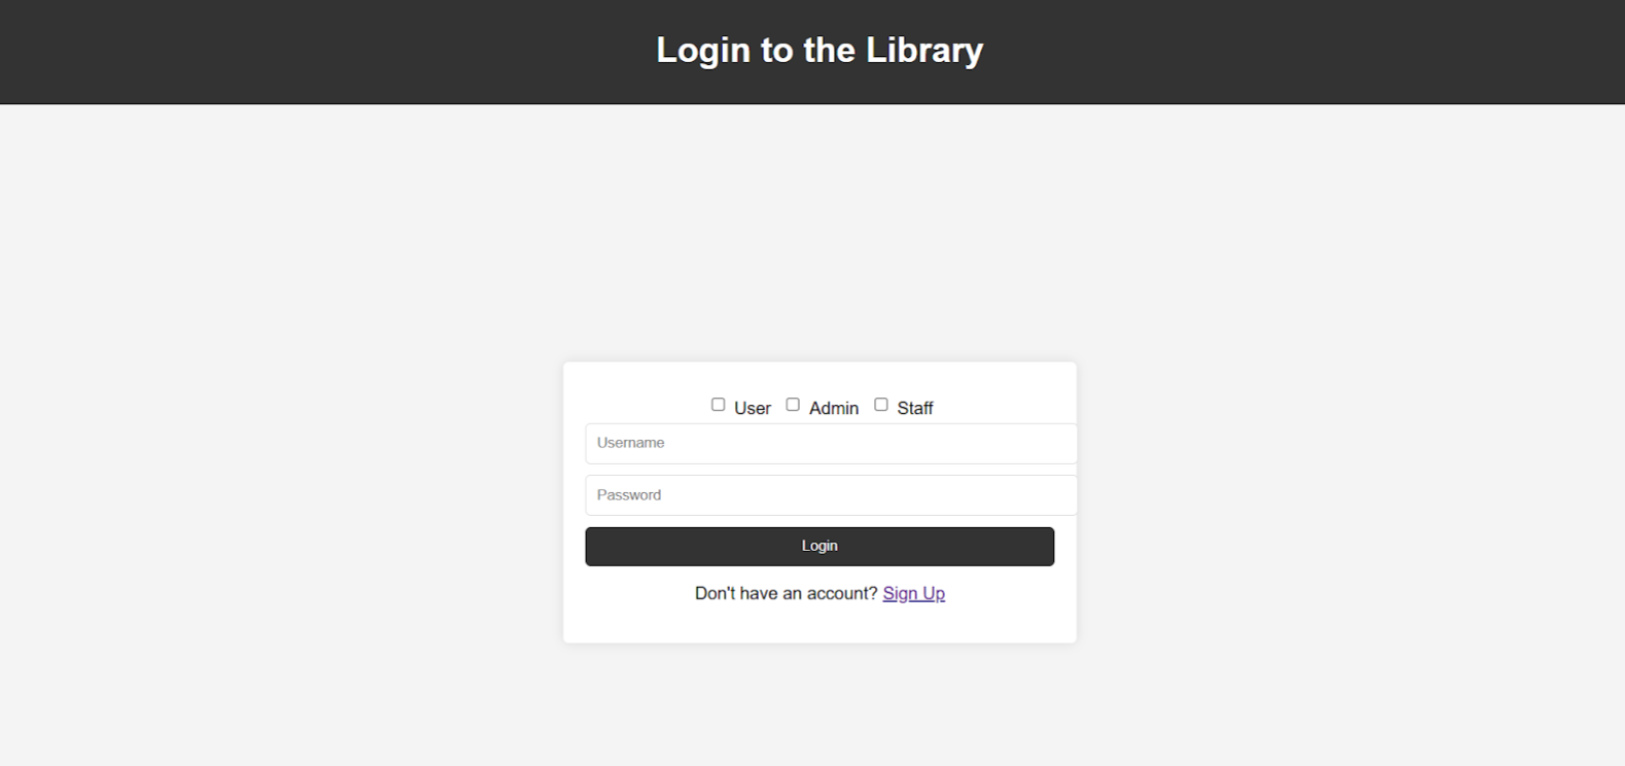 Login to the Library
User Admin Staff
Username
Password
Login
Don't have an account? Sign Up